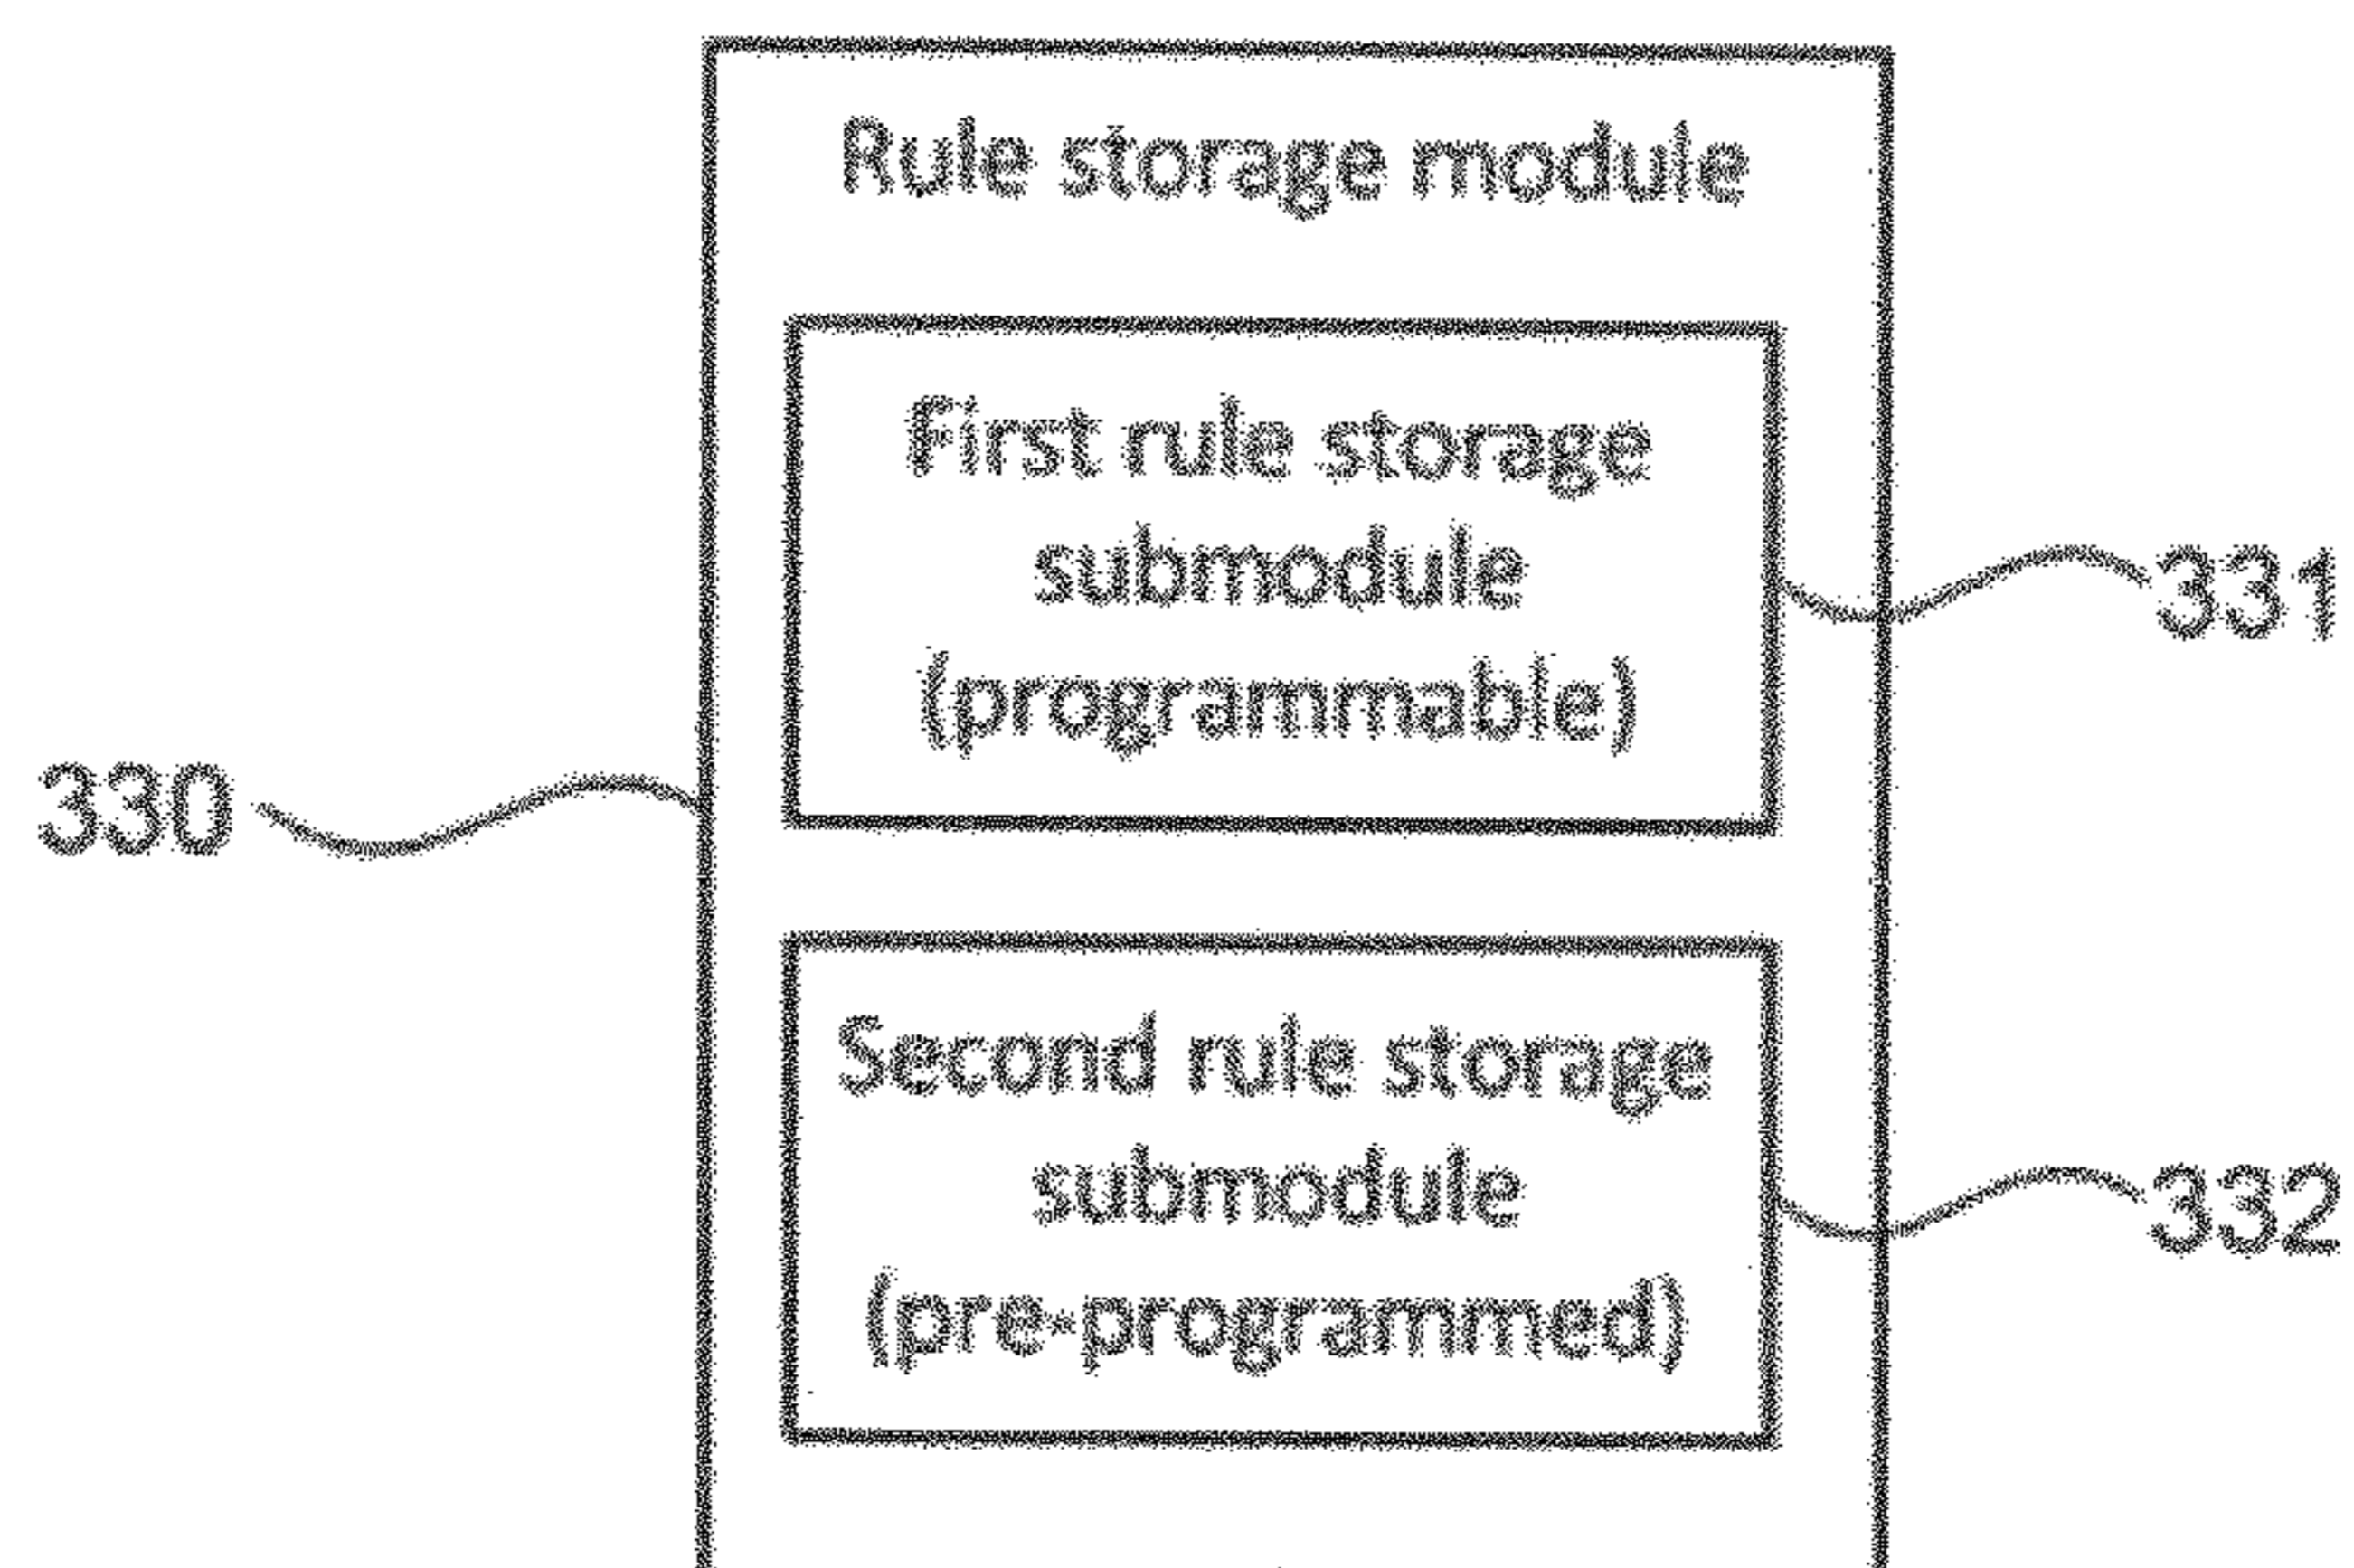 Rule storage module
First rule storage
submodule
(programmable)
331
330
Second rule storage
submodule
(pre-programmed)
332